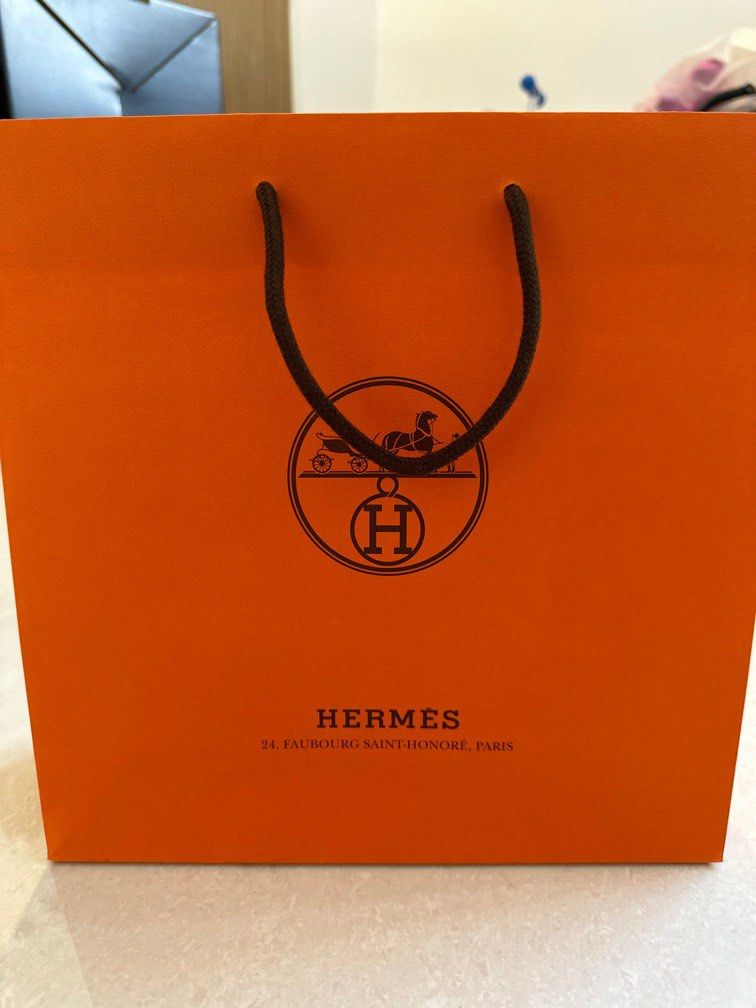 H
HERMÈS
24, FAUBOURG SAINT-HONORÉ, PARIS